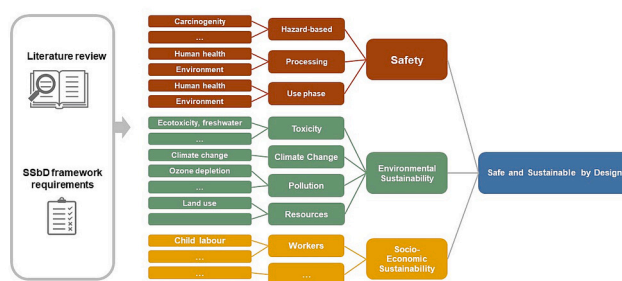 Literature review
SSbD framework
requirements
Carcinogenity
...
Human health
Environment
Human health
Environment
Ecotoxicity, freshwater
...
Climate change
Ozone depletion
...
Land use
Child labour
...
...
Hazard-based
Processing
Use phase
Toxicity
Climate Change
Pollution
Resources
Workers
...
Safety
Environmental
Sustainability
Socio-
Economic
Sustainability
Safe and Sustainable by Design